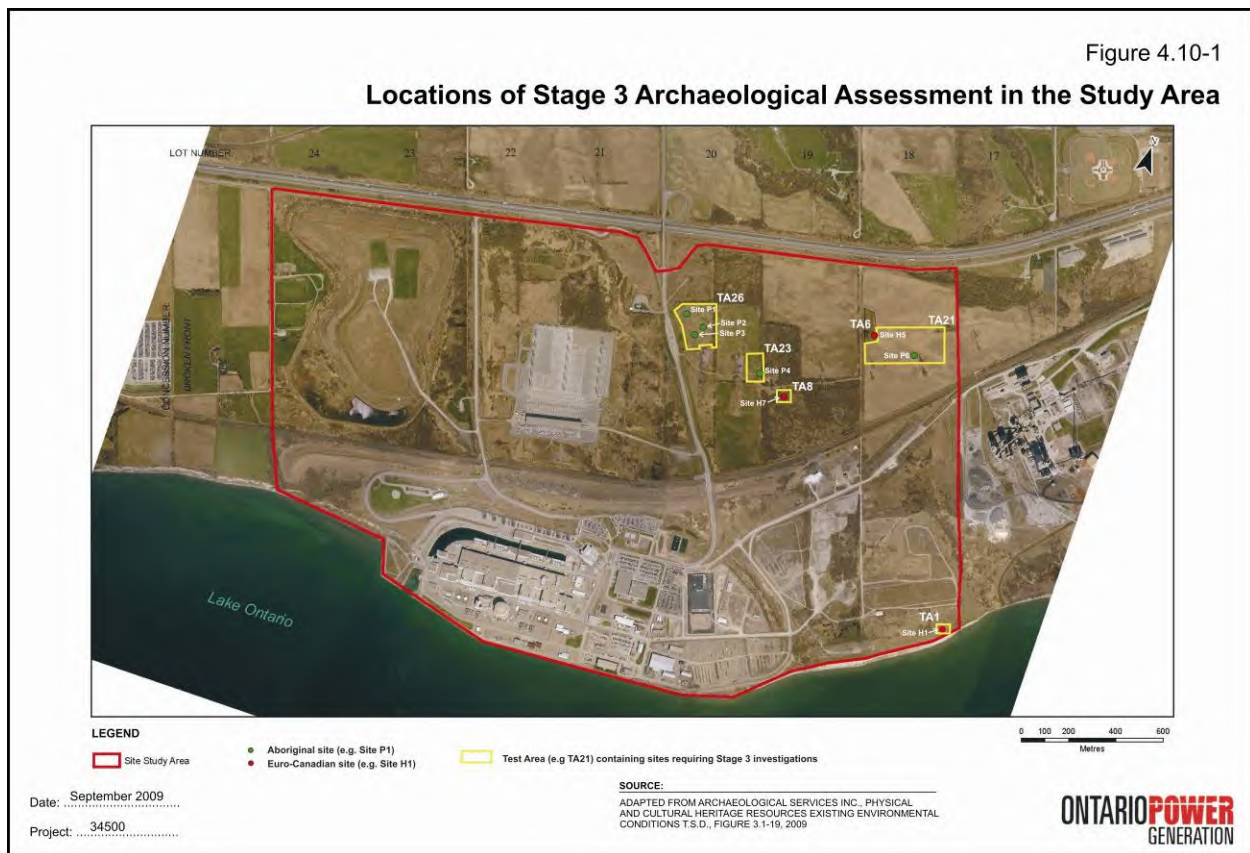 Figure 4.10-1
Locations of Stage 3 Archaeological Assessment in the Study Area
LOT NUMBER 24 23 22 21 20 19 18 17
CONCESSION NUMBER
BROKEN FRONT
TA26
Site P1
Site P2
Site P3
TA23
Site P4
TA8
Site H7
TA6
Site H5
TA21
Site P6
TA1
Site H1
Lake Ontario
LEGEND
Site Study Area
Aboriginal site (e.g. Site P1)
Euro-Canadian site (e.g. Site H1)
Test Area (e.g TA21) containing sites requiring Stage 3 investigations
0 100 200 400 600
Metres
Date: September 2009
Project: 34500
SOURCE:
ADAPTED FROM ARCHAEOLOGICAL SERVICES INC., PHYSICAL
AND CULTURAL HERITAGE RESOURCES EXISTING ENVIRONMENTAL
CONDITIONS T.S.D., FIGURE 3.1-19, 2009
ONTARIOPOWER
GENERATION